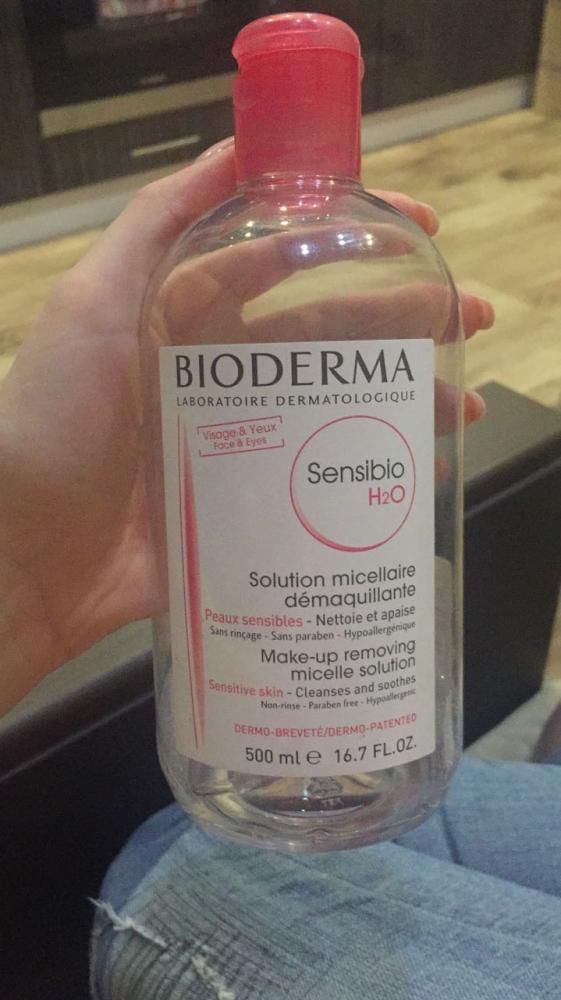 BIODERMA
LABORATOIRE DERMATOLOGIQUE
Visage & Yeux
Face & Eyes
Sensibio
H2O
Solution micellaire
démaquillante
Peaux sensibles - Nettoie et apaise
Sans rinçage - Sans paraben - Hypoallergénique
Make-up removing
micelle solution
Sensitive skin - Cleanses and soothes
Non-rinse - Paraben free - Hypoallergenic
DERMO-BREVETÉ/DERMO-PATENTED
500 ml ℮ 16.7 FL.OZ.